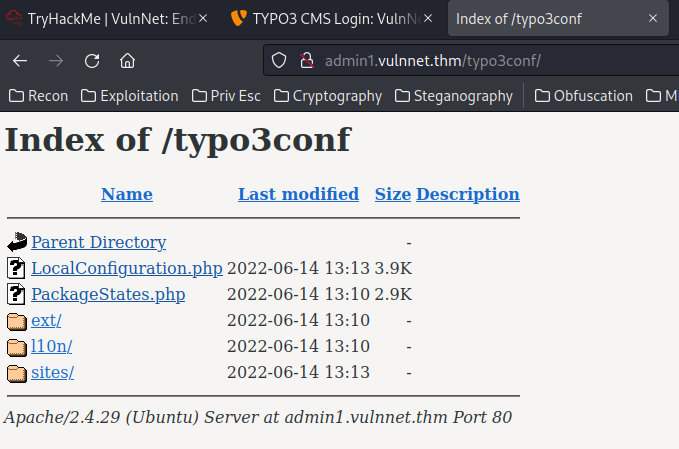 TryHackMe | VulnNet: End
TYPO3 CMS Login: VulnN
Index of /typo3conf
admin1.vulnnet.thm/typo3conf/
Recon
Exploitation
Priv Esc
Cryptography
Steganography
Obfuscation
M
Index of /typo3conf
Name Last modified Size Description
Parent Directory -
LocalConfiguration.php 2022-06-14 13:13 3.9K
PackageStates.php 2022-06-14 13:10 2.9K
ext/ 2022-06-14 13:10 -
l10n/ 2022-06-14 13:10 -
sites/ 2022-06-14 13:13 -
Apache/2.4.29 (Ubuntu) Server at admin1.vulnnet.thm Port 80